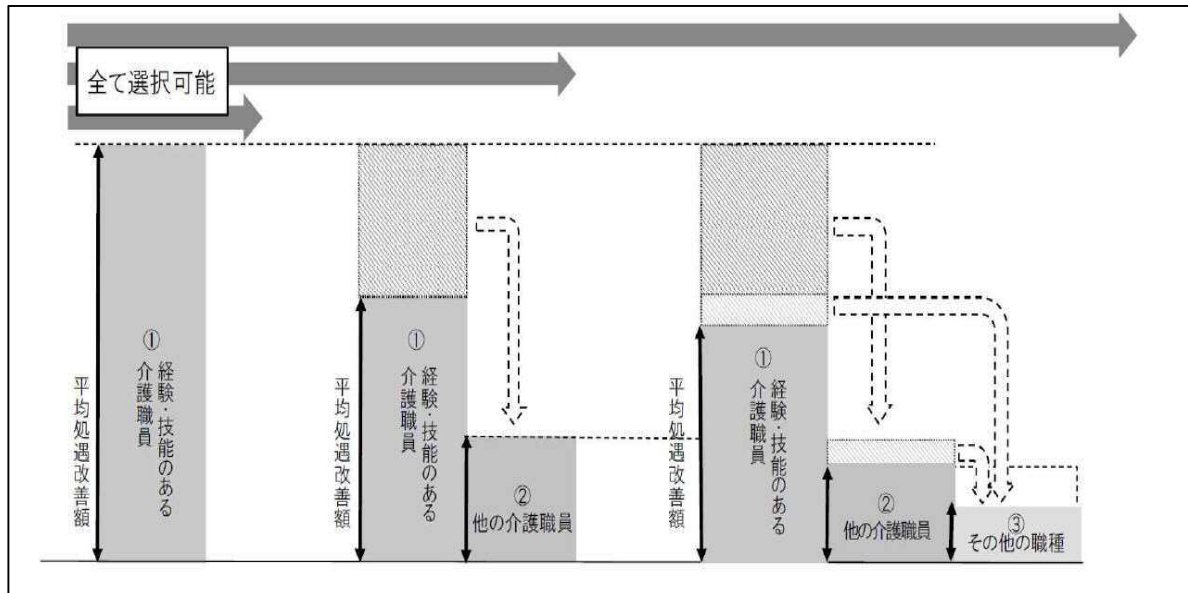 全て選択可能
平均処遇改善額
①
経験・技能のある
介護職員
平均処遇改善額
①
経験・技能のある
介護職員
②
他の介護職員
平均処遇改善額
①
経験・技能のある
介護職員
②
他の介護職員
③
その他の職種